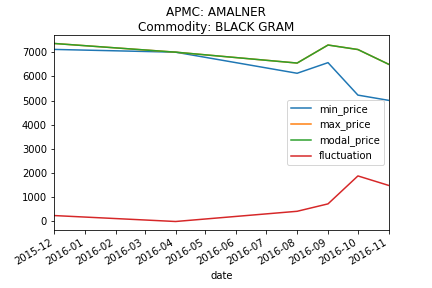 APMC: AMALNER
Commodity: BLACK GRAM
7000
6000
5000
4000
3000
2000
1000
0
min_price
max_price
modal_price
fluctuation
2015-12
2016-01
2016-02
2016-03
2016-04
2016-05
2016-06
2016-07
2016-08
2016-09
2016-10
2016-11
date